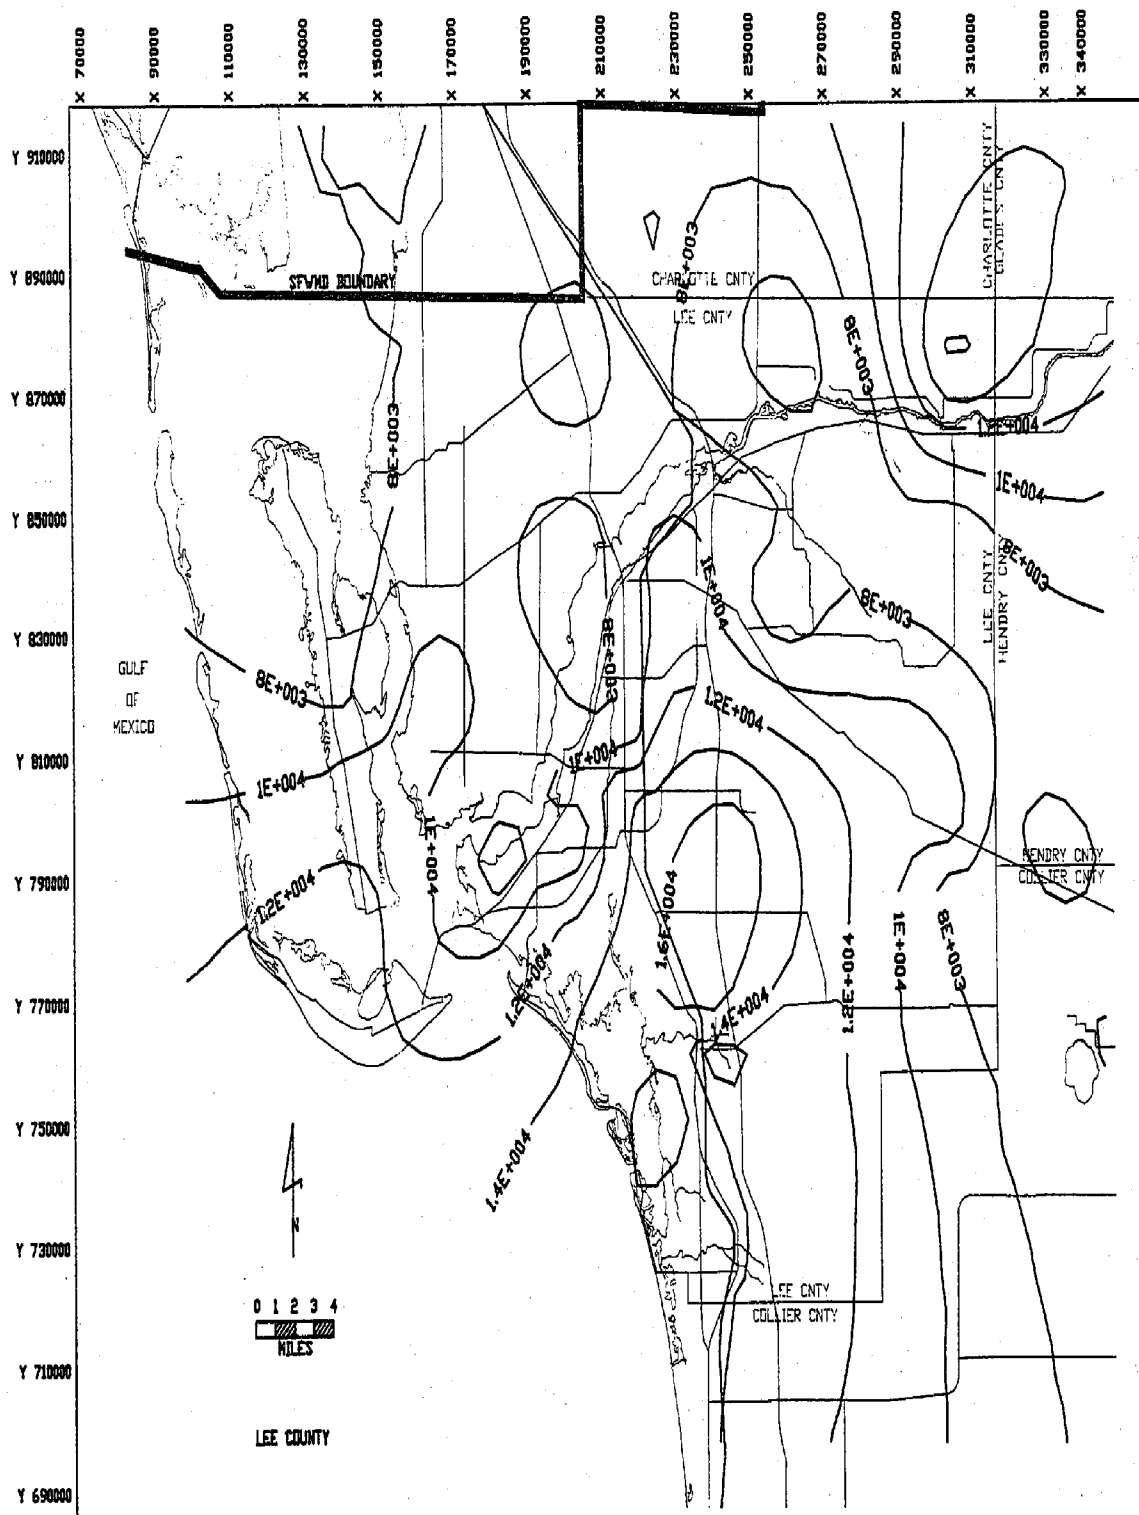 X 70000
X 90000
X 110000
X 130000
X 150000
X 170000
X 190000
X 210000
X 230000
X 250000
X 270000
X 290000
X 310000
X 330000
X 340000
Y 910000
Y 890000
Y 870000
Y 850000
Y 830000
Y 810000
Y 790000
Y 770000
Y 750000
Y 730000
Y 710000
Y 690000
CHARLOTTE CNTY
GLADES CNTY
SFWMD BOUNDARY
CHARLOTTE CNTY
LEE CNTY
8E+003
8E+003
8E+003
1.2E+004
1E+004
8E+003
LEE CNTY
HENDRY CNTY
1E+004
8E+003
8E+003
GULF
OF
MEXICO
8E+003
1.2E+004
1E+004
1E+004
1E+004
HENDRY CNTY
COLLIER CNTY
1.2E+004
1.6E+004
1E+004
8E+003
1.2E+004
1.2E+004
1.4E+004
1.4E+004
N
0 1 2 3 4
MILES
LEE CNTY
COLLIER CNTY
LEE COUNTY